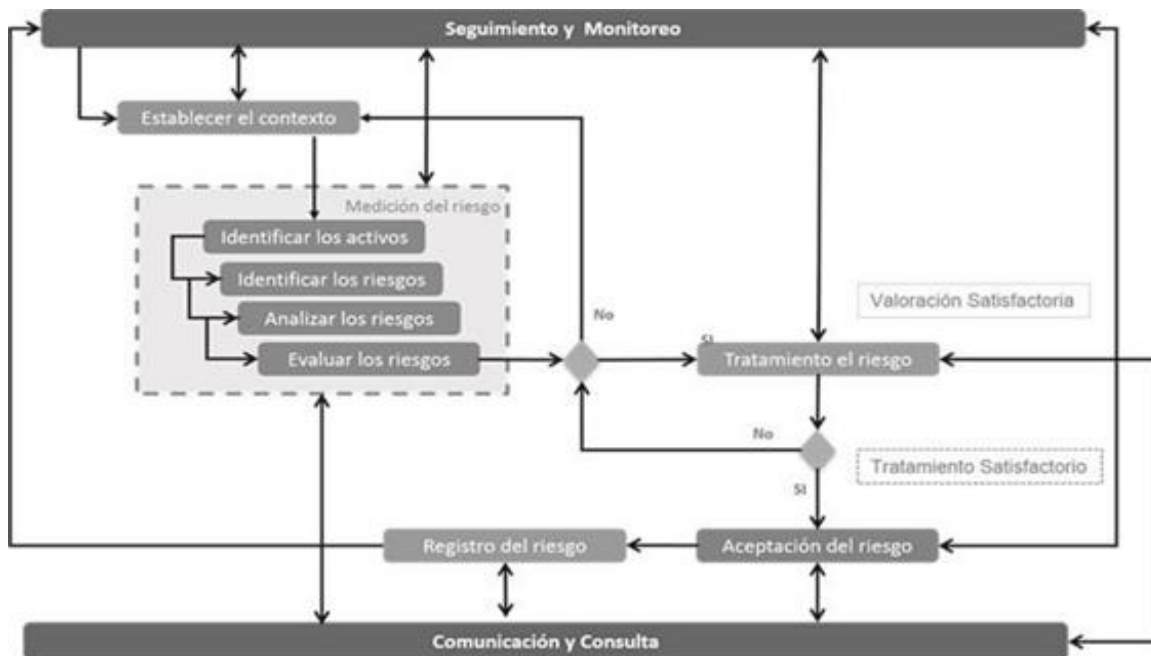 Seguimiento y Monitoreo
Establecer el contexto
Medición del riesgo
Identificar los activos
Identificar los riesgos
Analizar los riesgos
Evaluar los riesgos
No
SI
Valoración Satisfactoria
Tratamiento el riesgo
No
Tratamiento Satisfactorio
SI
Registro del riesgo
Aceptación del riesgo
Comunicación y Consulta